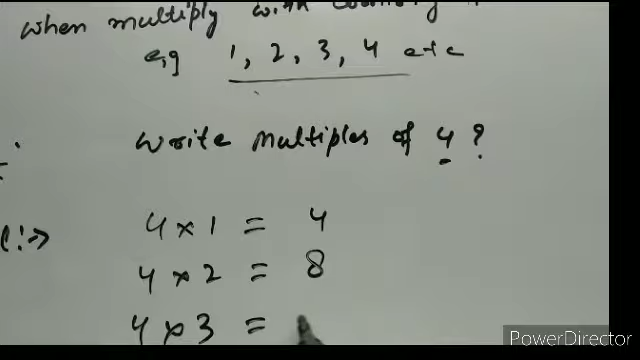 when multiply with
e.g 1, 2, 3, 4 etc
Write Multiples of 4 ?
4 × 1 = 4
4 × 2 = 8
4 × 3 =
PowerDirector